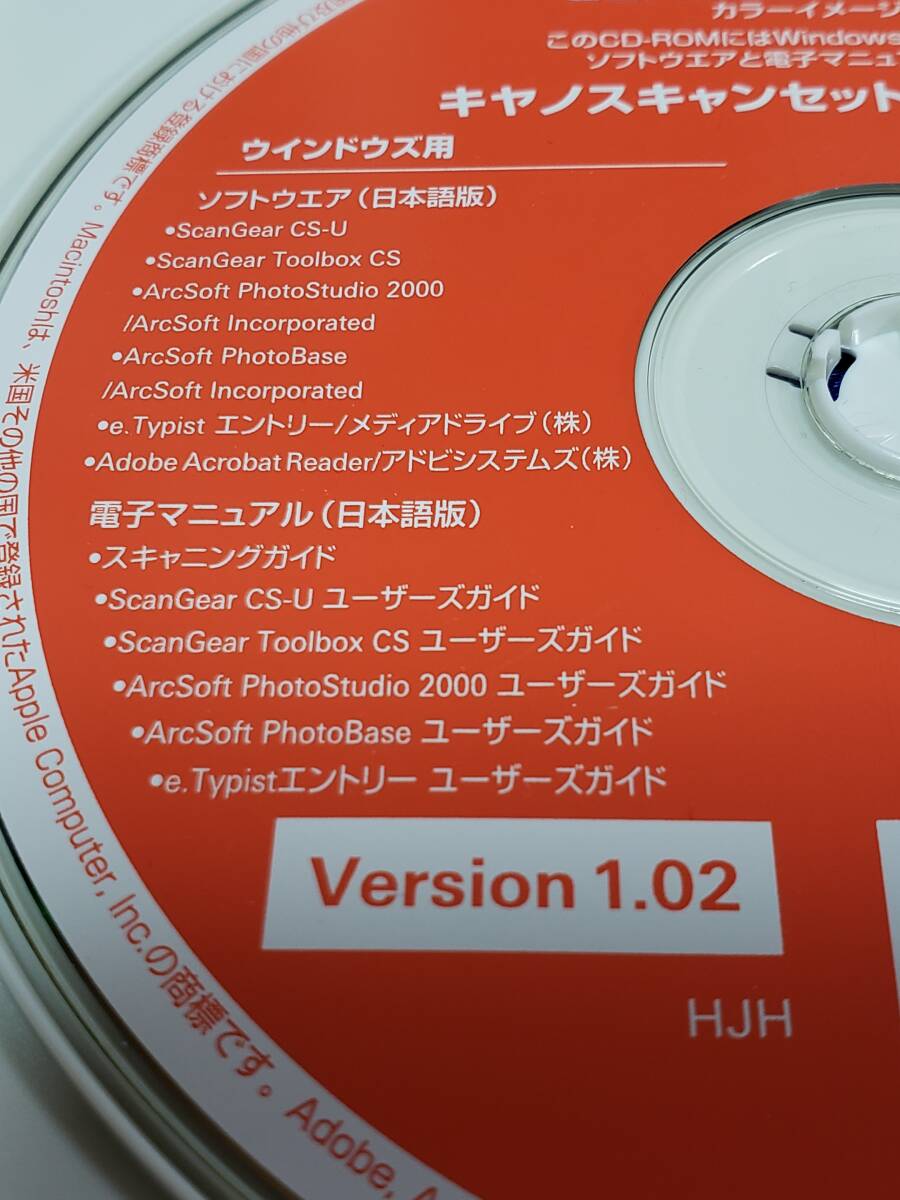 カラーイメージ
このCD-ROMにはWindows
ソフトウエアと電子マニュア
キヤノスキャンセット
ウインドウズ用
ソフトウエア(日本語版)
•ScanGear CS-U
•ScanGear Toolbox CS
•ArcSoft PhotoStudio 2000
/ArcSoft Incorporated
•ArcSoft PhotoBase
/ArcSoft Incorporated
•e.Typist エントリー/メディアドライブ(株)
•Adobe Acrobat Reader/アドビシステムズ(株)
電子マニュアル(日本語版)
•スキャニングガイド
•ScanGear CS-U ユーザーズガイド
•ScanGear Toolbox CS ユーザーズガイド
•ArcSoft PhotoStudio 2000 ユーザーズガイド
•ArcSoft PhotoBase ユーザーズガイド
•e.Typistエントリー ユーザーズガイド
Version 1.02
HJH
及び他の国における登録商標です。Macintoshは、米国その他の国で登録されたApple Computer, Inc.の商標です。Adobe, A